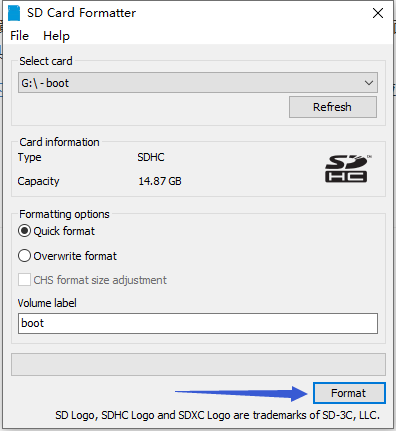 SD Card Formatter
File Help
Select card
G:\ - boot
Refresh
Card information
Type SDHC
Capacity 14.87 GB
SD
HC
TM
Formatting options
Quick format
Overwrite format
CHS format size adjustment
Volume label
boot
Format
SD Logo, SDHC Logo and SDXC Logo are trademarks of SD-3C, LLC.